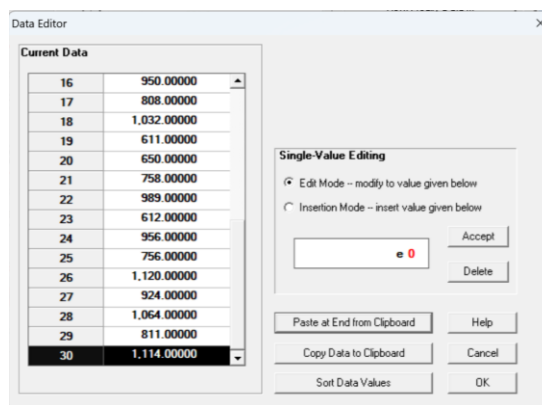 Data Editor
Current Data
16 950.00000
17 808.00000
18 1,032.00000
19 611.00000
20 650.00000
21 758.00000
22 989.00000
23 612.00000
24 956.00000
25 756.00000
26 1,120.00000
27 924.00000
28 1,064.00000
29 811.00000
30 1,114.00000
Single-Value Editing
Edit Mode -- modify to value given below
Insertion Mode -- insert value given below
e 0
Accept
Delete
Paste at End from Clipboard
Help
Copy Data to Clipboard
Cancel
Sort Data Values
OK